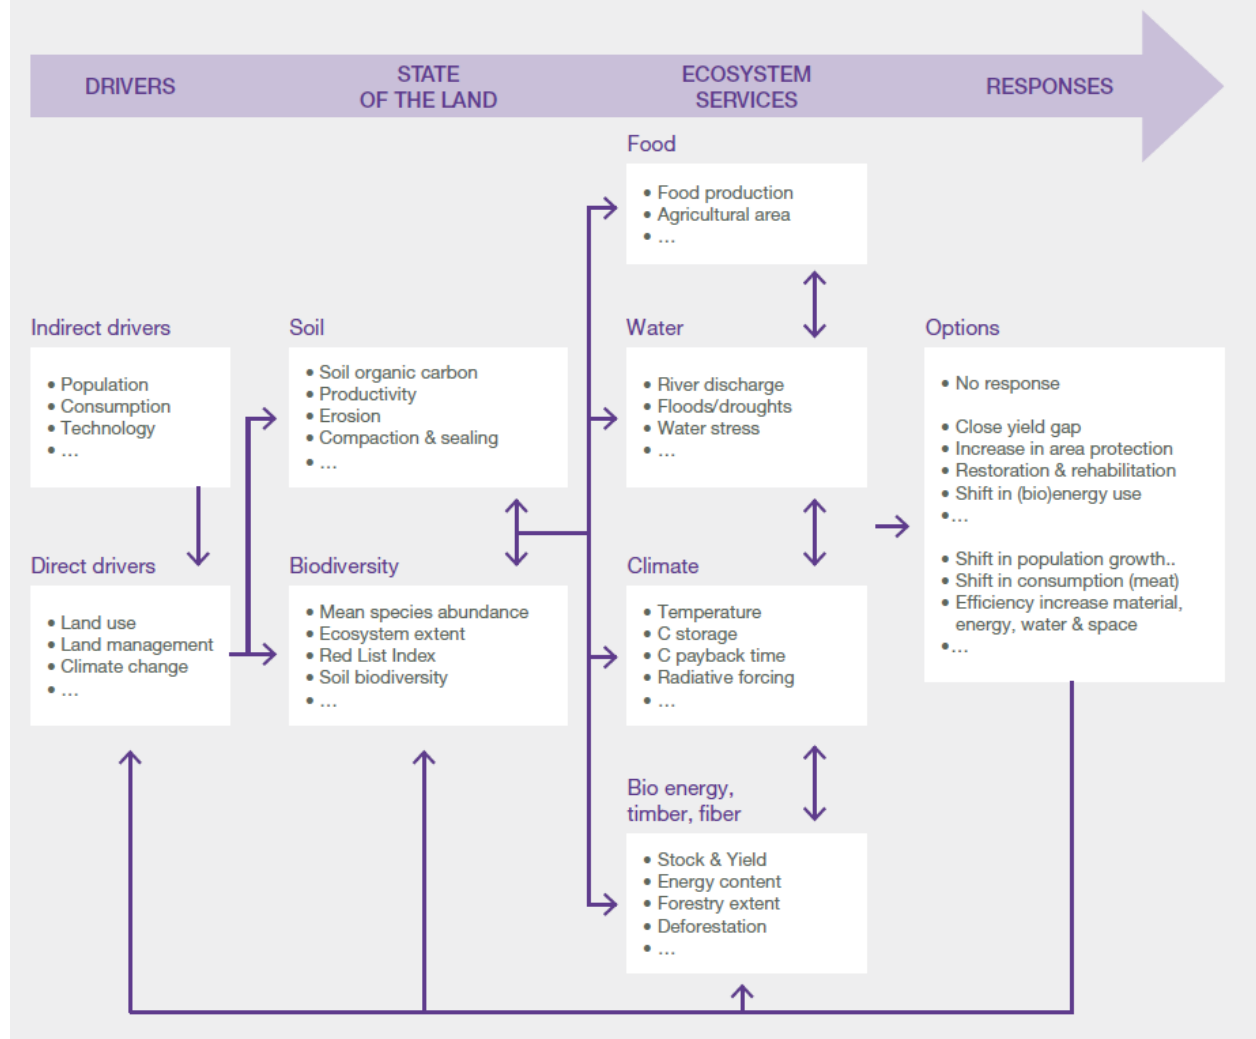 DRIVERS
STATE
OF THE LAND
ECOSYSTEM
SERVICES
RESPONSES
Food
• Food production
• Agricultural area
• ...
Indirect drivers
• Population
• Consumption
• Technology
• ...
Soil
• Soil organic carbon
• Productivity
• Erosion
• Compaction & sealing
• ...
Water
• River discharge
• Floods/droughts
• Water stress
• ...
Options
• No response
• Close yield gap
• Increase in area protection
• Restoration & rehabilitation
• Shift in (bio)energy use
•...
• Shift in population growth..
• Shift in consumption (meat)
• Efficiency increase material,
energy, water & space
•...
Direct drivers
• Land use
• Land management
• Climate change
• ...
Biodiversity
• Mean species abundance
• Ecosystem extent
• Red List Index
• Soil biodiversity
• ...
Climate
• Temperature
• C storage
• C payback time
• Radiative forcing
• ...
Bio energy,
timber, fiber
• Stock & Yield
• Energy content
• Forestry extent
• Deforestation
• ...